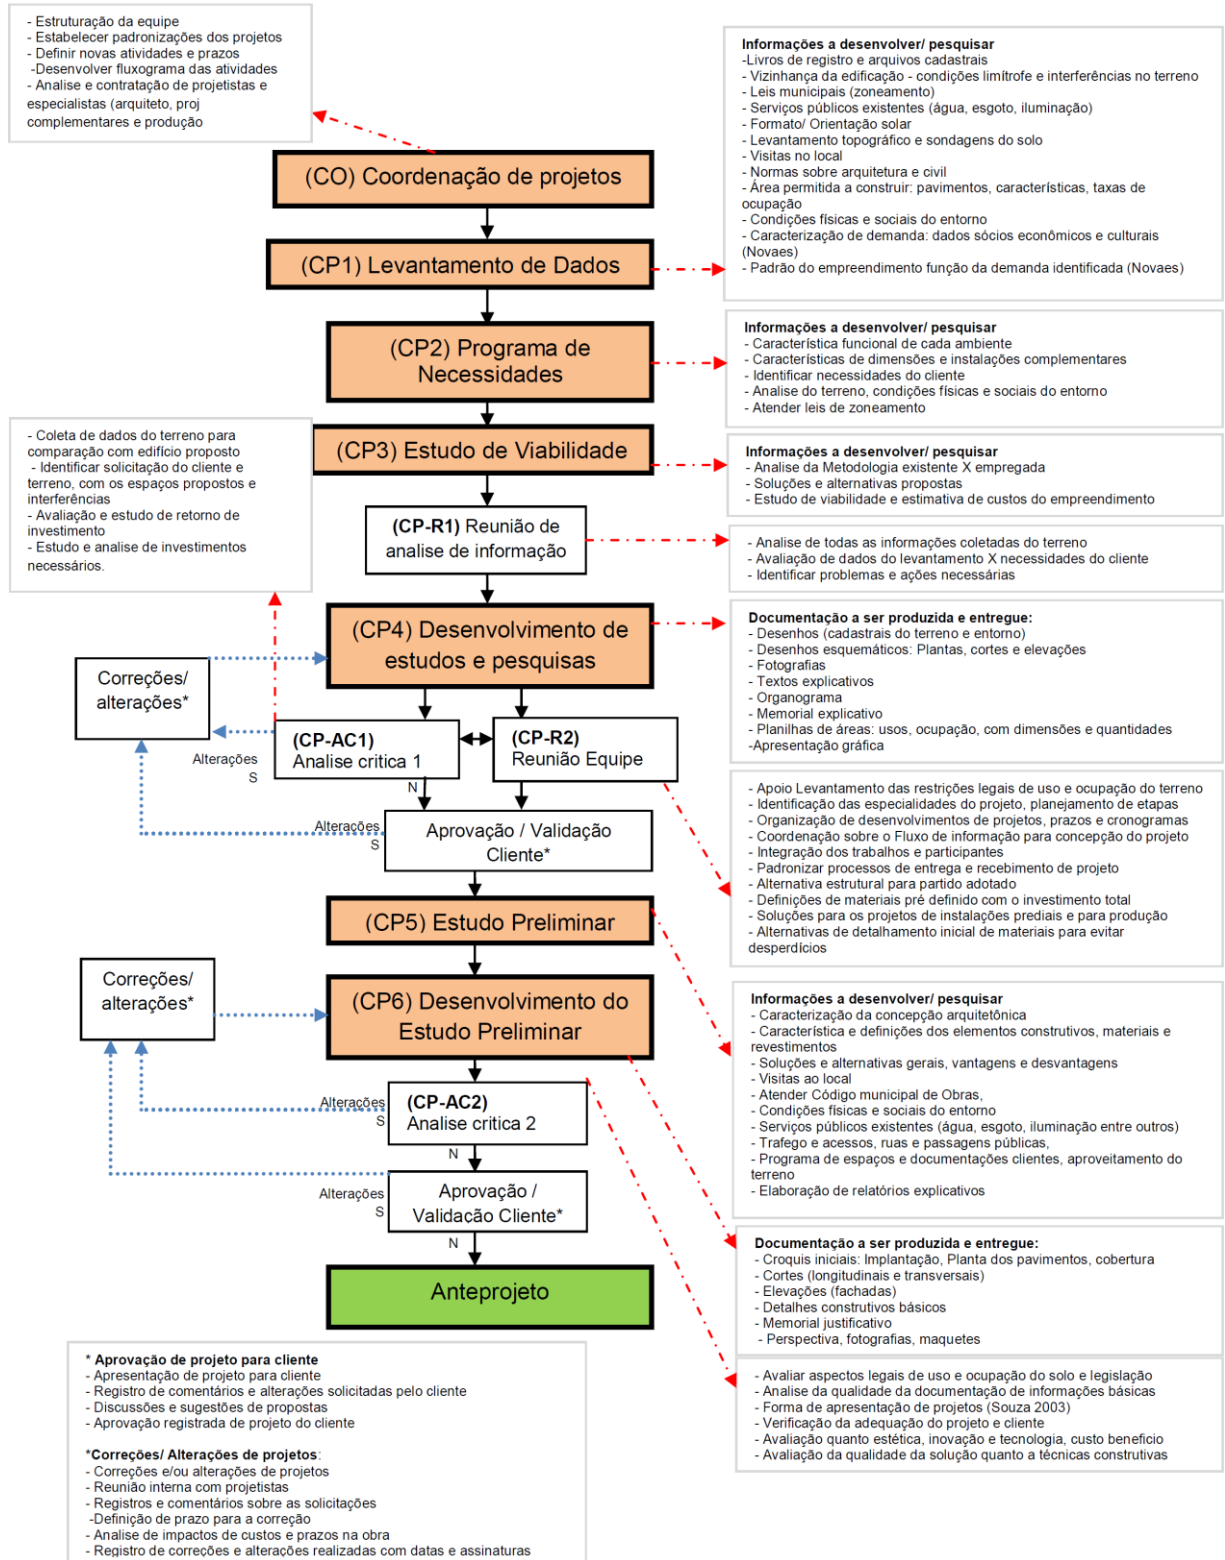 - Estruturação da equipe
- Estabelecer padronizações dos projetos
- Definir novas atividades e prazos
-Desenvolver fluxograma das atividades
- Analise e contratação de projetistas e
especialistas (arquiteto, proj
complementares e produção
Informações a desenvolver/ pesquisar
-Livros de registro e arquivos cadastrais
- Vizinhança da edificação - condições limítrofe e interferências no terreno
- Leis municipais (zoneamento)
- Serviços públicos existentes (água, esgoto, iluminação)
- Formato/ Orientação solar
- Levantamento topográfico e sondagens do solo
- Visitas no local
- Normas sobre arquitetura e civil
- Área permitida a construir: pavimentos, características, taxas de
ocupação
- Condições físicas e sociais do entorno
- Caracterização de demanda: dados sócios econômicos e culturais
(Novaes)
- Padrão do empreendimento função da demanda identificada (Novaes)
(CO) Coordenação de projetos
(CP1) Levantamento de Dados
(CP2) Programa de
Necessidades
Informações a desenvolver/ pesquisar
- Característica funcional de cada ambiente
- Características de dimensões e instalações complementares
- Identificar necessidades do cliente
- Analise do terreno, condições físicas e sociais do entorno
- Atender leis de zoneamento
(CP3) Estudo de Viabilidade
Informações a desenvolver/ pesquisar
- Analise da Metodologia existente X empregada
- Soluções e alternativas propostas
- Estudo de viabilidade e estimativa de custos do empreendimento
- Coleta de dados do terreno para
comparação com edifício proposto
- Identificar solicitação do cliente e
terreno, com os espaços propostos e
interferências
- Avaliação e estudo de retorno de
investimento
- Estudo e analise de investimentos
necessários.
(CP-R1) Reunião de
analise de informação
- Analise de todas as informações coletadas do terreno
- Avaliação de dados do levantamento X necessidades do cliente
- Identificar problemas e ações necessárias
(CP4) Desenvolvimento de
estudos e pesquisas
Documentação a ser produzida e entregue:
- Desenhos (cadastrais do terreno e entorno)
- Desenhos esquemáticos: Plantas, cortes e elevações
- Fotografias
- Textos explicativos
- Organograma
- Memorial explicativo
- Planilhas de áreas: usos, ocupação, com dimensões e quantidades
-Apresentação gráfica
Correções/
alterações*
(CP-AC1)
Analise critica 1
(CP-R2)
Reunião Equipe
Alterações
S
N
- Apoio Levantamento das restrições legais de uso e ocupação do terreno
- Identificação das especialidades do projeto, planejamento de etapas
- Organização de desenvolvimentos de projetos, prazos e cronogramas
- Coordenação sobre o Fluxo de informação para concepção do projeto
- Integração dos trabalhos e participantes
- Padronizar processos de entrega e recebimento de projeto
- Alternativa estrutural para partido adotado
- Definições de materiais pré definido com o investimento total
- Soluções para os projetos de instalações prediais e para produção
- Alternativas de detalhamento inicial de materiais para evitar
desperdícios
Alterações
S
Aprovação / Validação
Cliente*
(CP5) Estudo Preliminar
Correções/
alterações*
(CP6) Desenvolvimento do
Estudo Preliminar
Informações a desenvolver/ pesquisar
- Caracterização da concepção arquitetônica
- Característica e definições dos elementos construtivos, materiais e
revestimentos
- Soluções e alternativas gerais, vantagens e desvantagens
- Visitas ao local
- Atender Código municipal de Obras,
- Condições físicas e sociais do entorno
- Serviços públicos existentes (água, esgoto, iluminação entre outros)
- Trafego e acessos, ruas e passagens públicas,
- Programa de espaços e documentações clientes, aproveitamento do
terreno
- Elaboração de relatórios explicativos
Alterações
S
(CP-AC2)
Analise critica 2
N
Alterações
S
Aprovação /
Validação Cliente*
N
Anteprojeto
Documentação a ser produzida e entregue:
- Croquis iniciais: Implantação, Planta dos pavimentos, cobertura
- Cortes (longitudinais e transversais)
- Elevações (fachadas)
- Detalhes construtivos básicos
- Memorial justificativo
- Perspectiva, fotografias, maquetes
- Avaliar aspectos legais de uso e ocupação do solo e legislação
- Analise da qualidade da documentação de informações básicas
- Forma de apresentação de projetos (Souza 2003)
- Verificação da adequação do projeto e cliente
- Avaliação quanto estética, inovação e tecnologia, custo beneficio
- Avaliação da qualidade da solução quanto a técnicas construtivas
* Aprovação de projeto para cliente
- Apresentação de projeto para cliente
- Registro de comentários e alterações solicitadas pelo cliente
- Discussões e sugestões de propostas
- Aprovação registrada de projeto do cliente
*Correções/ Alterações de projetos:
- Correções e/ou alterações de projetos
- Reunião interna com projetistas
- Registros e comentários sobre as solicitações
-Definição de prazo para a correção
- Analise de impactos de custos e prazos na obra
- Registro de correções e alterações realizadas com datas e assinaturas